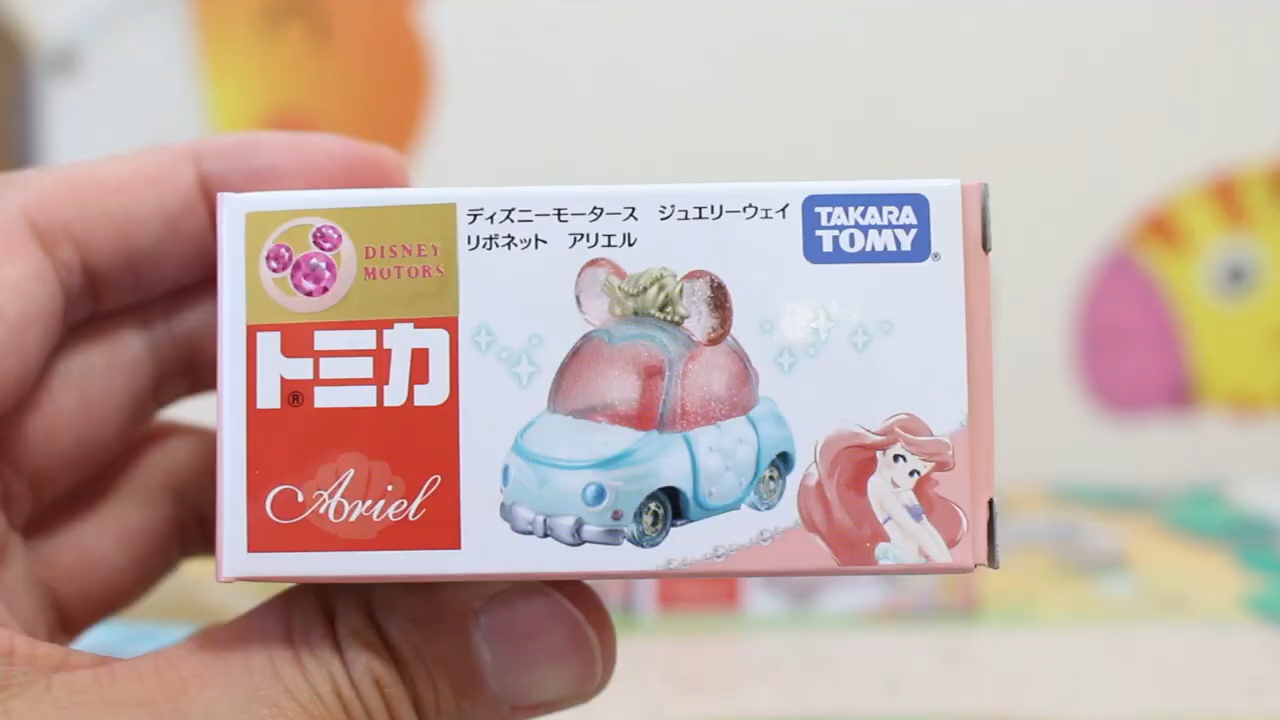 DISNEY
MOTORS
トミカ
®
Ariel
ディズニーモータース ジュエリーウェイ
リボネット アリエル
TAKARA
TOMY
®